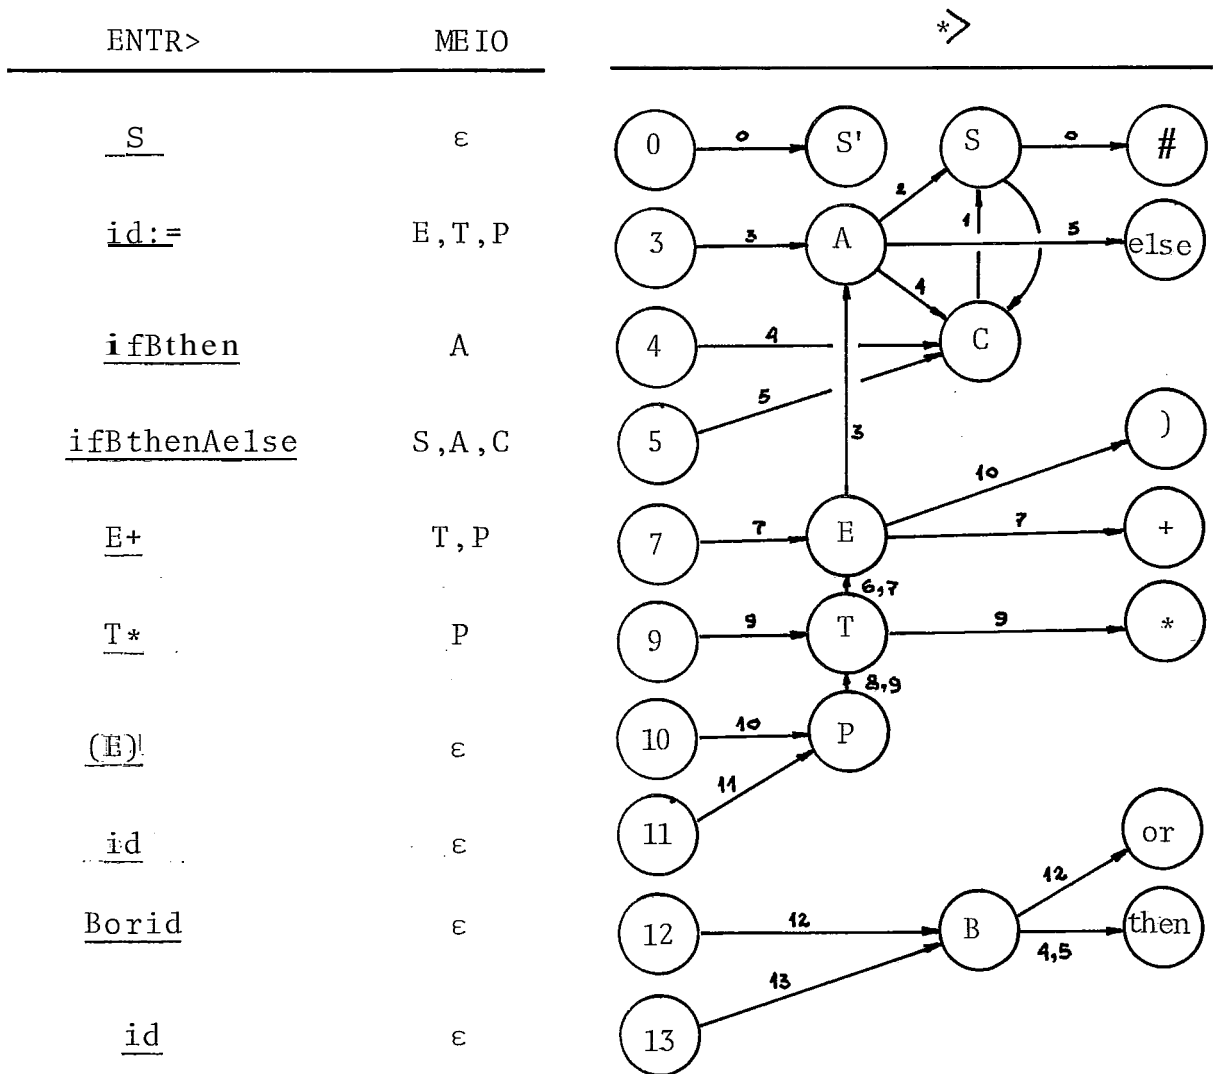 ENTR> MEIO *>
S ε 0 0 S' S 0 #
2
id:= E,T,P 3 3 A 1 5 else
4
ifBthen A 4 4 C
5
ifBthenAelse S,A,C 5 3 )
10
E+ T,P 7 7 E 7 +
6,7
T* P 9 9 T 9 *
8,9
(E) ε 10 10 P
11
id ε 11 or
12
Borid ε 12 12 B then
4,5
13
id ε 13